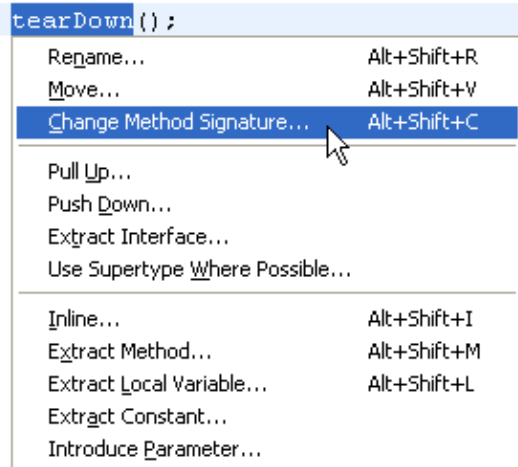 tearDown();
Rename... Alt+Shift+R
Move... Alt+Shift+V
Change Method Signature... Alt+Shift+C
Pull Up...
Push Down...
Extract Interface...
Use Supertype Where Possible...
Inline... Alt+Shift+I
Extract Method... Alt+Shift+M
Extract Local Variable... Alt+Shift+L
Extract Constant...
Introduce Parameter...